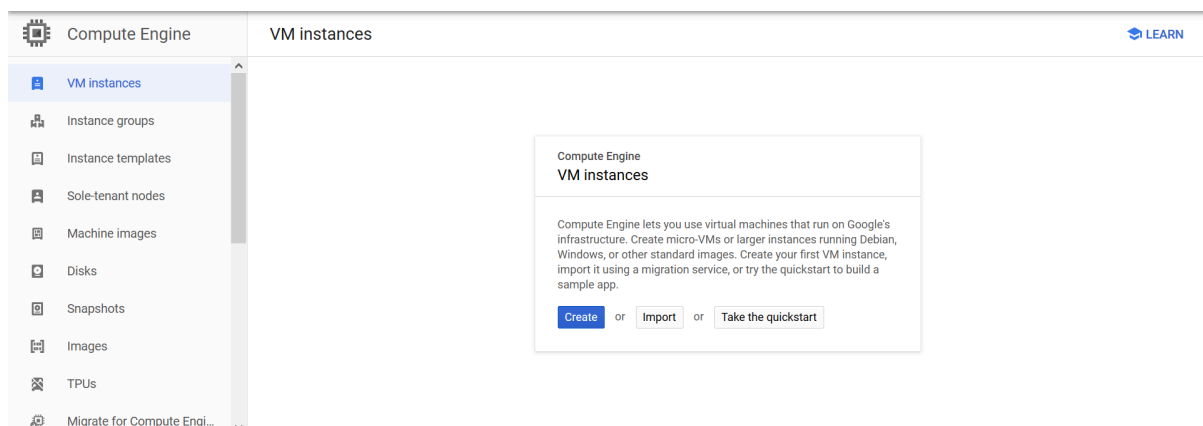 Compute Engine
VM instances
LEARN
VM instances
Instance groups
Instance templates
Sole-tenant nodes
Machine images
Disks
Snapshots
Images
TPUs
Migrate for Compute Engi...
Compute Engine
VM instances
Compute Engine lets you use virtual machines that run on Google's
infrastructure. Create micro-VMs or larger instances running Debian,
Windows, or other standard images. Create your first VM instance,
import it using a migration service, or try the quickstart to build a
sample app.
Create or Import or Take the quickstart